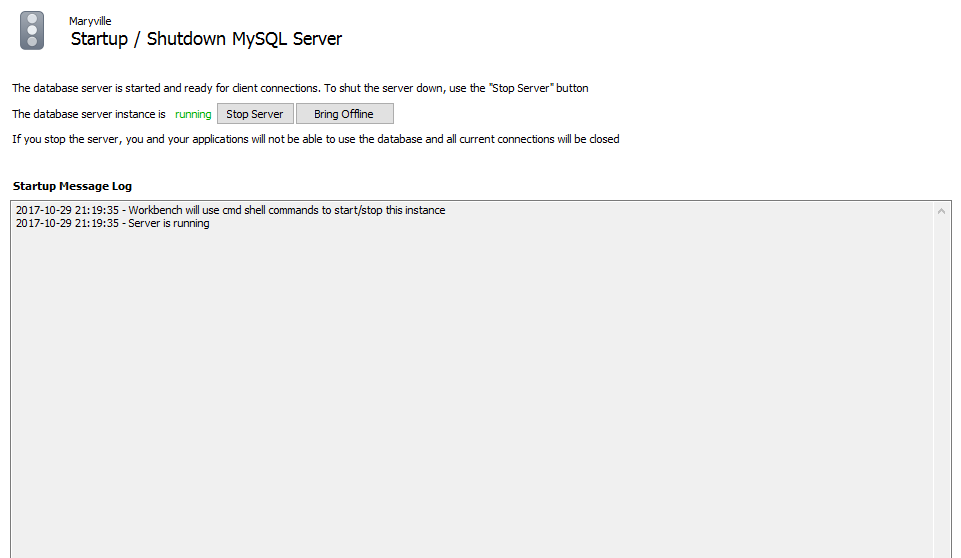 Maryville
Startup / Shutdown MySQL Server
The database server is started and ready for client connections. To shut the server down, use the "Stop Server" button
The database server instance is running Stop Server Bring Offline
If you stop the server, you and your applications will not be able to use the database and all current connections will be closed
Startup Message Log
2017-10-29 21:19:35 - Workbench will use cmd shell commands to start/stop this instance
2017-10-29 21:19:35 - Server is running